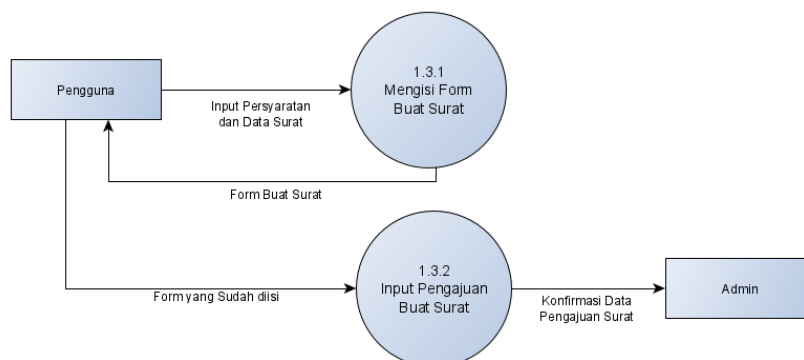 1.3.1
Mengisi Form
Buat Surat
Pengguna
Input Persyaratan
dan Data Surat
Form Buat Surat
1.3.2
Input Pengajuan
Buat Surat
Form yang Sudah diisi
Konfirmasi Data
Pengajuan Surat
Admin